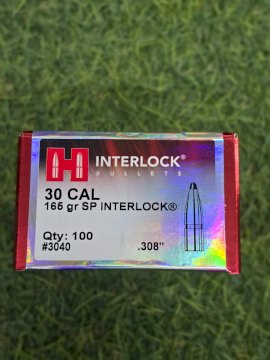 H INTERLOCK®
BULLETS
30 CAL
165 gr SP INTERLOCK®
Qty: 100
#3040 .308"